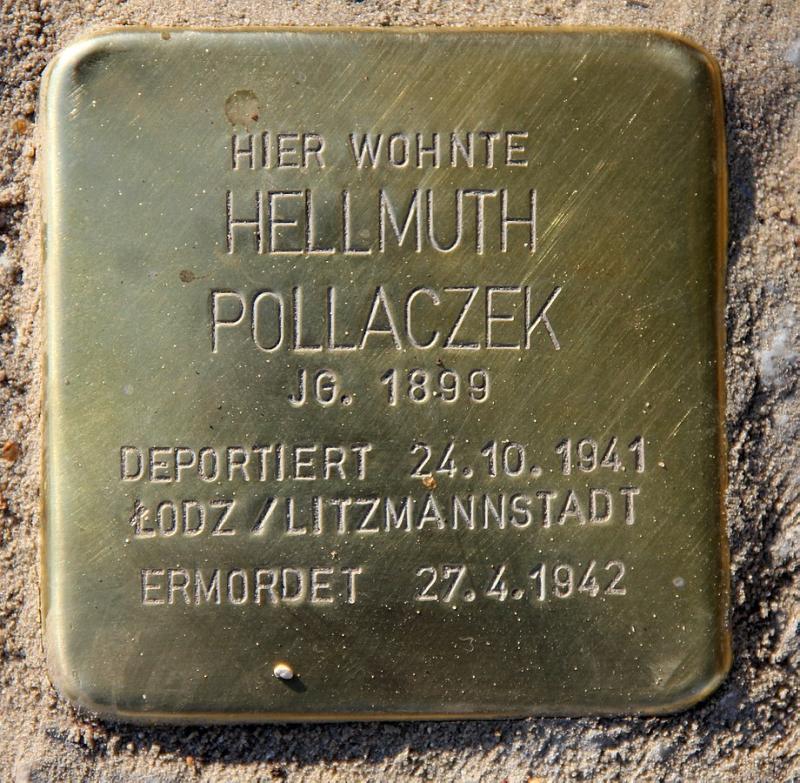 HIER WOHNTE
HELLMUTH
POLLACZEK
JG. 1899
DEPORTIERT 24.10.1941
ŁODZ / LITZMANNSTADT
ERMORDET 27.4.1942